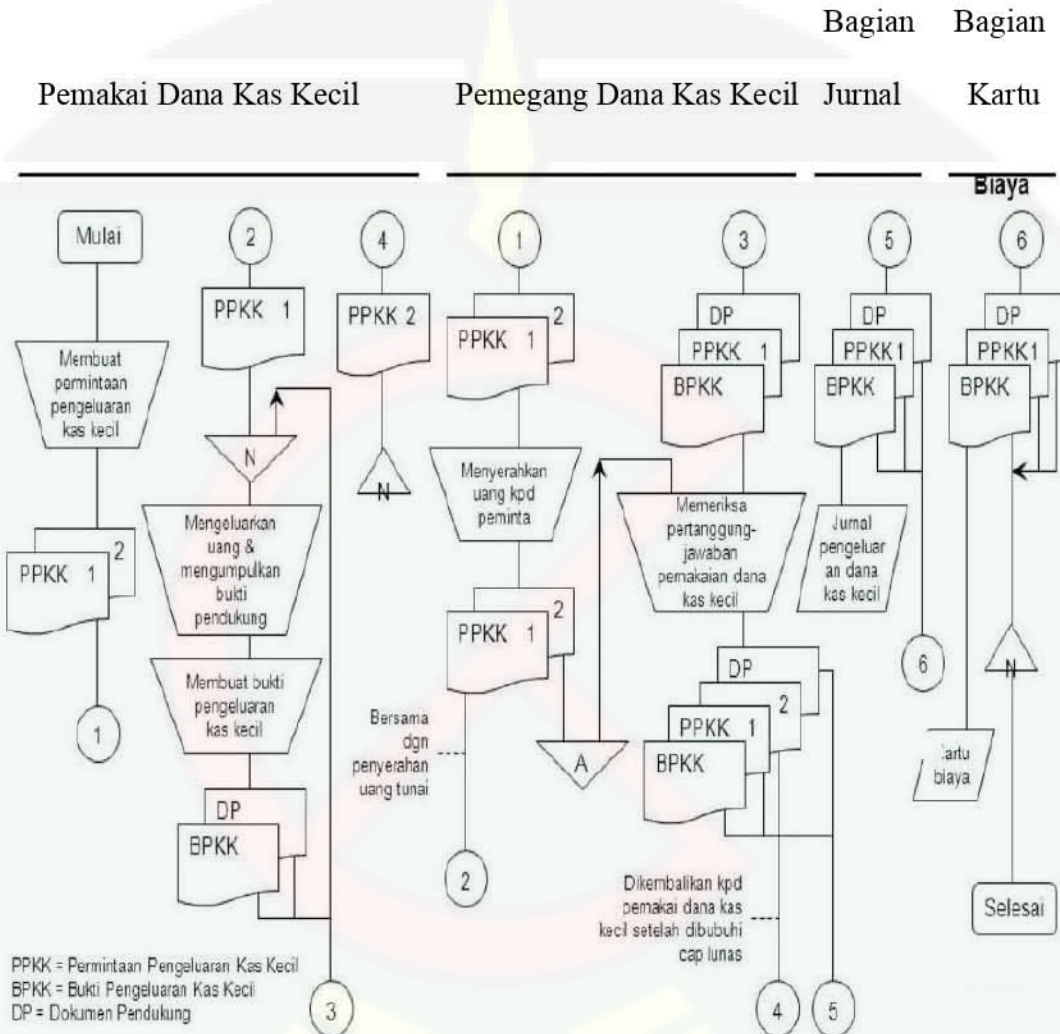 Bagian Bagian
Pemakai Dana Kas Kecil Pemegang Dana Kas Kecil Jurnal Kartu
Biaya
Mulai
Membuat
permintaan
pengeluaran
kas kecil
2
PPKK 1
1
2
PPKK 1
N
Mengeluarkan
uang &
mengumpulkan
bukti
pendukung
Membuat bukti
pengeluaran
kas kecil
DP
BPKK
3
4
PPKK 2
N
1
2
PPKK 1
Menyerahkan
uang kpd
peminta
2
PPKK 1
Bersama
dgn
penyerahan
uang tunai
A
2
3
DP
PPKK 1
BPKK
Memeriksa
pertanggung-
jawaban
pemakaian dana
kas kecil
DP
2
PPKK 1
BPKK
Dikembalikan kpd
pemakai dana kas
kecil setelah dibubuhi
cap lunas
4
5
5
DP
PPKK1
BPKK
Jurnal
pengeluar
an dana
kas kecil
6
6
DP
PPKK1
BPKK
N
biaya
Selesai
PPKK = Permintaan Pengeluaran Kas Kecil
BPKK = Bukti Pengeluaran Kas Kecil
DP = Dokumen Pendukung